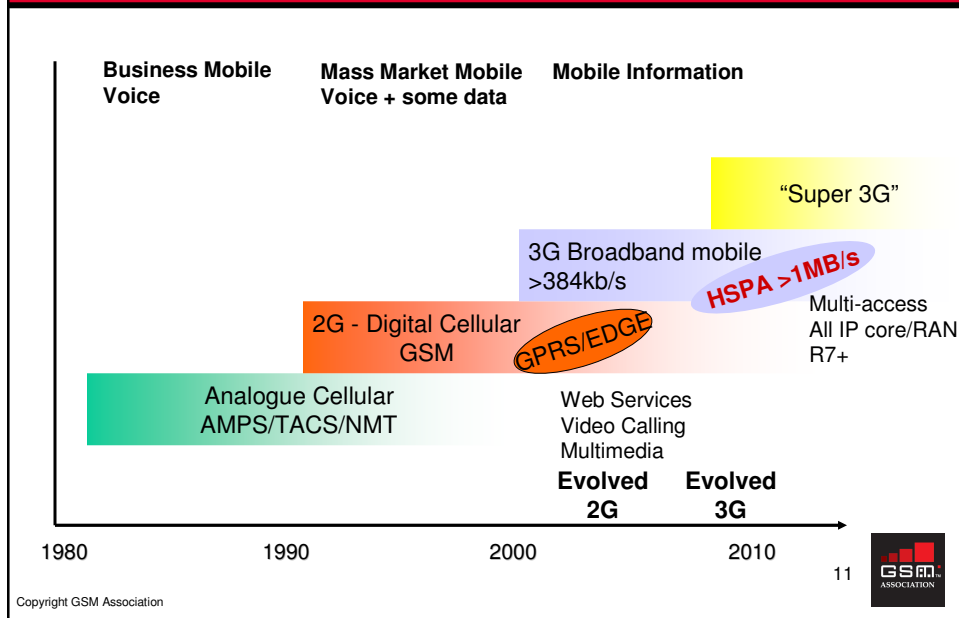 Business Mobile
Voice
Mass Market Mobile
Voice + some data
Mobile Information
“Super 3G”
3G Broadband mobile
>384kb/s
HSPA >1MB/s
Multi-access
All IP core/RAN
R7+
2G - Digital Cellular
GSM
GPRS/EDGE
Analogue Cellular
AMPS/TACS/NMT
Web Services
Video Calling
Multimedia
Evolved
2G
Evolved
3G
1980
1990
2000
2010
11
GSM™
ASSOCIATION
Copyright GSM Association